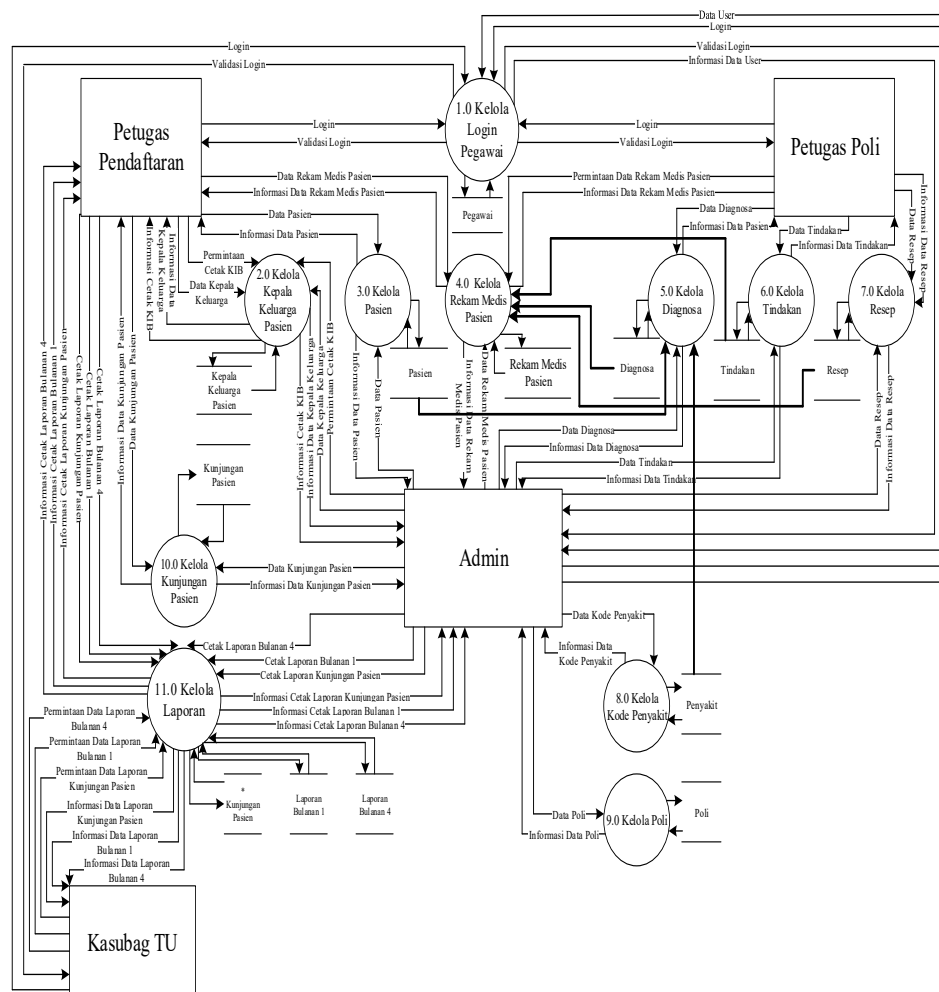 Data User
Login
Login
Validasi Login
Validasi Login
Informasi Data User
1.0 Kelola
Login
Pegawai
Petugas
Pendaftaran
Petugas Poli
Login
Login
Validasi Login
Validasi Login
Data Rekam Medis Pasien
Informasi Rekam Medis Pasien
Permintaan Data Rekam Medis Pasien
Informasi Data Rekam Medis Pasien
Pegawai
Data Pasien
Informasi Data Pasien
Data Diagnosa
Informasi Data Pasien
Data Tindakan
Informasi Data Tindakan
Informasi Data Resep
Data Resep
Permintaan
Cetak KIB
Data Kepala
Keluarga
Informasi Data
Kepala Keluarga
Informasi Cetak KIB
2.0 Kelola
Kepala
Keluarga
Pasien
3.0 Kelola
Pasien
4.0 Kelola
Rekam Medis
Pasien
5.0 Kelola
Diagnosa
6.0 Kelola
Tindakan
7.0 Kelola
Resep
Kepala
Keluarga
Pasien
Pasien
Rekam Medis
Pasien
Diagnosa
Tindakan
Resep
Informasi Cetak Laporan Bulanan 4
Informasi Cetak Laporan Bulanan 1
Informasi Cetak Laporan Kunjungan Pasien
Cetak Laporan Kunjungan Pasien
Cetak Laporan Bulanan 1
Cetak Laporan Bulanan 4
Informasi Data Kunjungan Pasien
Data Kunjungan Pasien
Informasi Cetak KIB
Informasi Data Kepala Keluarga
Data Kepala Keluarga
Permintaan Cetak KIB
Informasi Data Pasien
Data Pasien
Informasi Data Rekam
Medis Pasien
Data Rekam Medis Pasien
Data Diagnosa
Informasi Data Diagnosa
Data Tindakan
Informasi Data Tindakan
Data Resep
Informasi Data Resep
Kunjungan
Pasien
10.0 Kelola
Kunjungan
Pasien
Data Kunjungan Pasien
Informasi Data Kunjungan Pasien
Admin
Cetak Laporan Bulanan 4
Cetak Laporan Bulanan 1
Cetak Laporan Kunjungan Pasien
Informasi Cetak Laporan Kunjungan Pasien
Informasi Cetak Laporan Bulanan 1
Informasi Cetak Laporan Bulanan 4
Data Kode Penyakit
Informasi Data
Kode Penyakit
8.0 Kelola
Kode Penyakit
Penyakit
11.0 Kelola
Laporan
Permintaan Data Laporan
Bulanan 4
Permintaan Data Laporan
Bulanan 1
Permintaan Data Laporan
Kunjungan Pasien
Informasi Data Laporan
Kunjungan Pasien
Informasi Data Laporan
Bulanan 1
Informasi Data Laporan
Bulanan 4
*
Kunjungan
Pasien
Laporan
Bulanan 1
Laporan
Bulanan 4
Data Poli
Informasi Data Poli
9.0 Kelola Poli
Poli
Kasubag TU